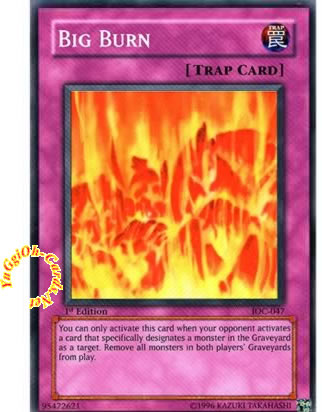 BIG BURN
TRAP
罠
[TRAP CARD]
YuGgiOh-Cards.Net
1st Edition
IOC-047
You can only activate this card when your opponent activates
a card that specifically designates a monster in the Graveyard
as a target. Remove all monsters in both players' Graveyards
from play.
95472621
©1996 KAZUKI TAKAHASHI